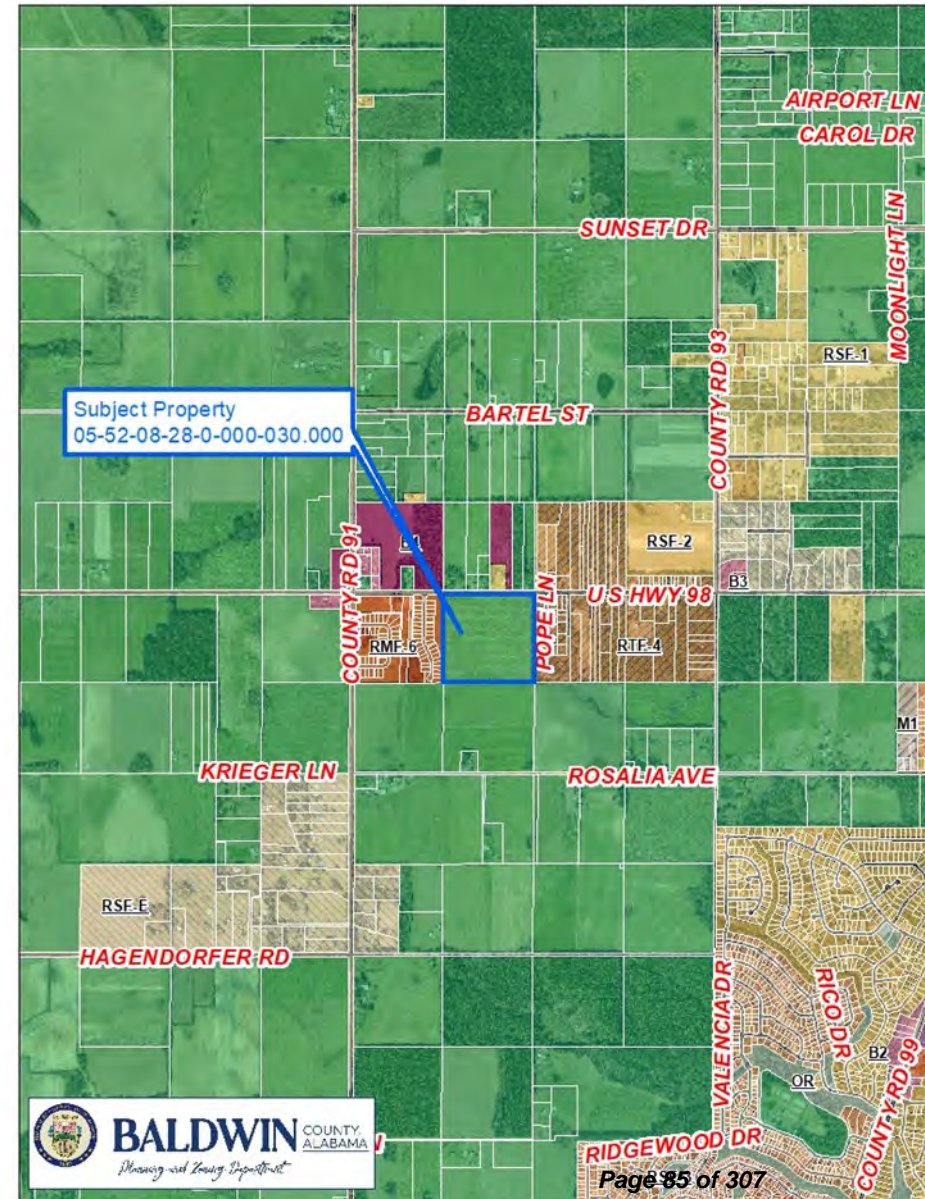 AIRPORT LN
CAROL DR
SUNSET DR
MOONLIGHT LN
COUNTY RD 93
RSF-1
Subject Property
05-52-08-28-0-000-030.000
BARTEL ST
RSF-2
B3
COUNTY RD 91
U S HWY 98
POPE LN
RMF-6
RTF-4
M1
KRIEGER LN
ROSALIA AVE
RSF-E
HAGENDORFER RD
VALENCIA DR
RICO DR
B2
OR
COUNTY RD 99
RIDGEWOOD DR
BALDWIN COUNTY, ALABAMA
Planning and Zoning Department
N
Page 85 of 307